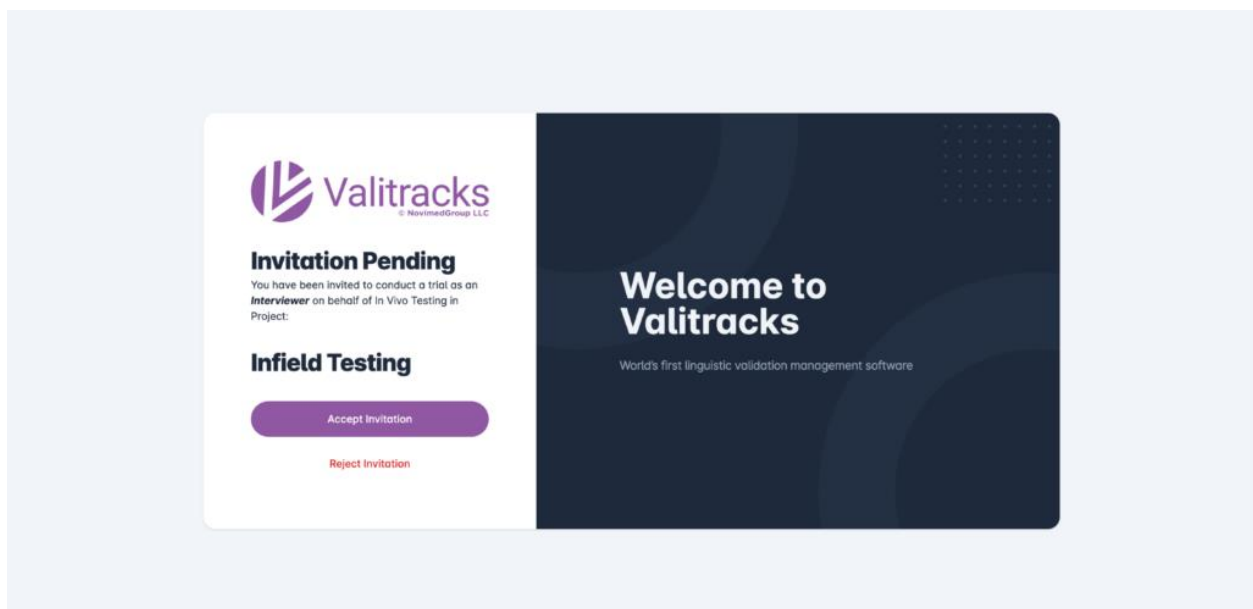 Valitracks
© NovimedGroup LLC
Invitation Pending
You have been invited to conduct a trial as an
Interviewer on behalf of In Vivo Testing in
Project:
Infield Testing
Accept Invitation
Reject Invitation
Welcome to
Valitracks
World's first linguistic validation management software